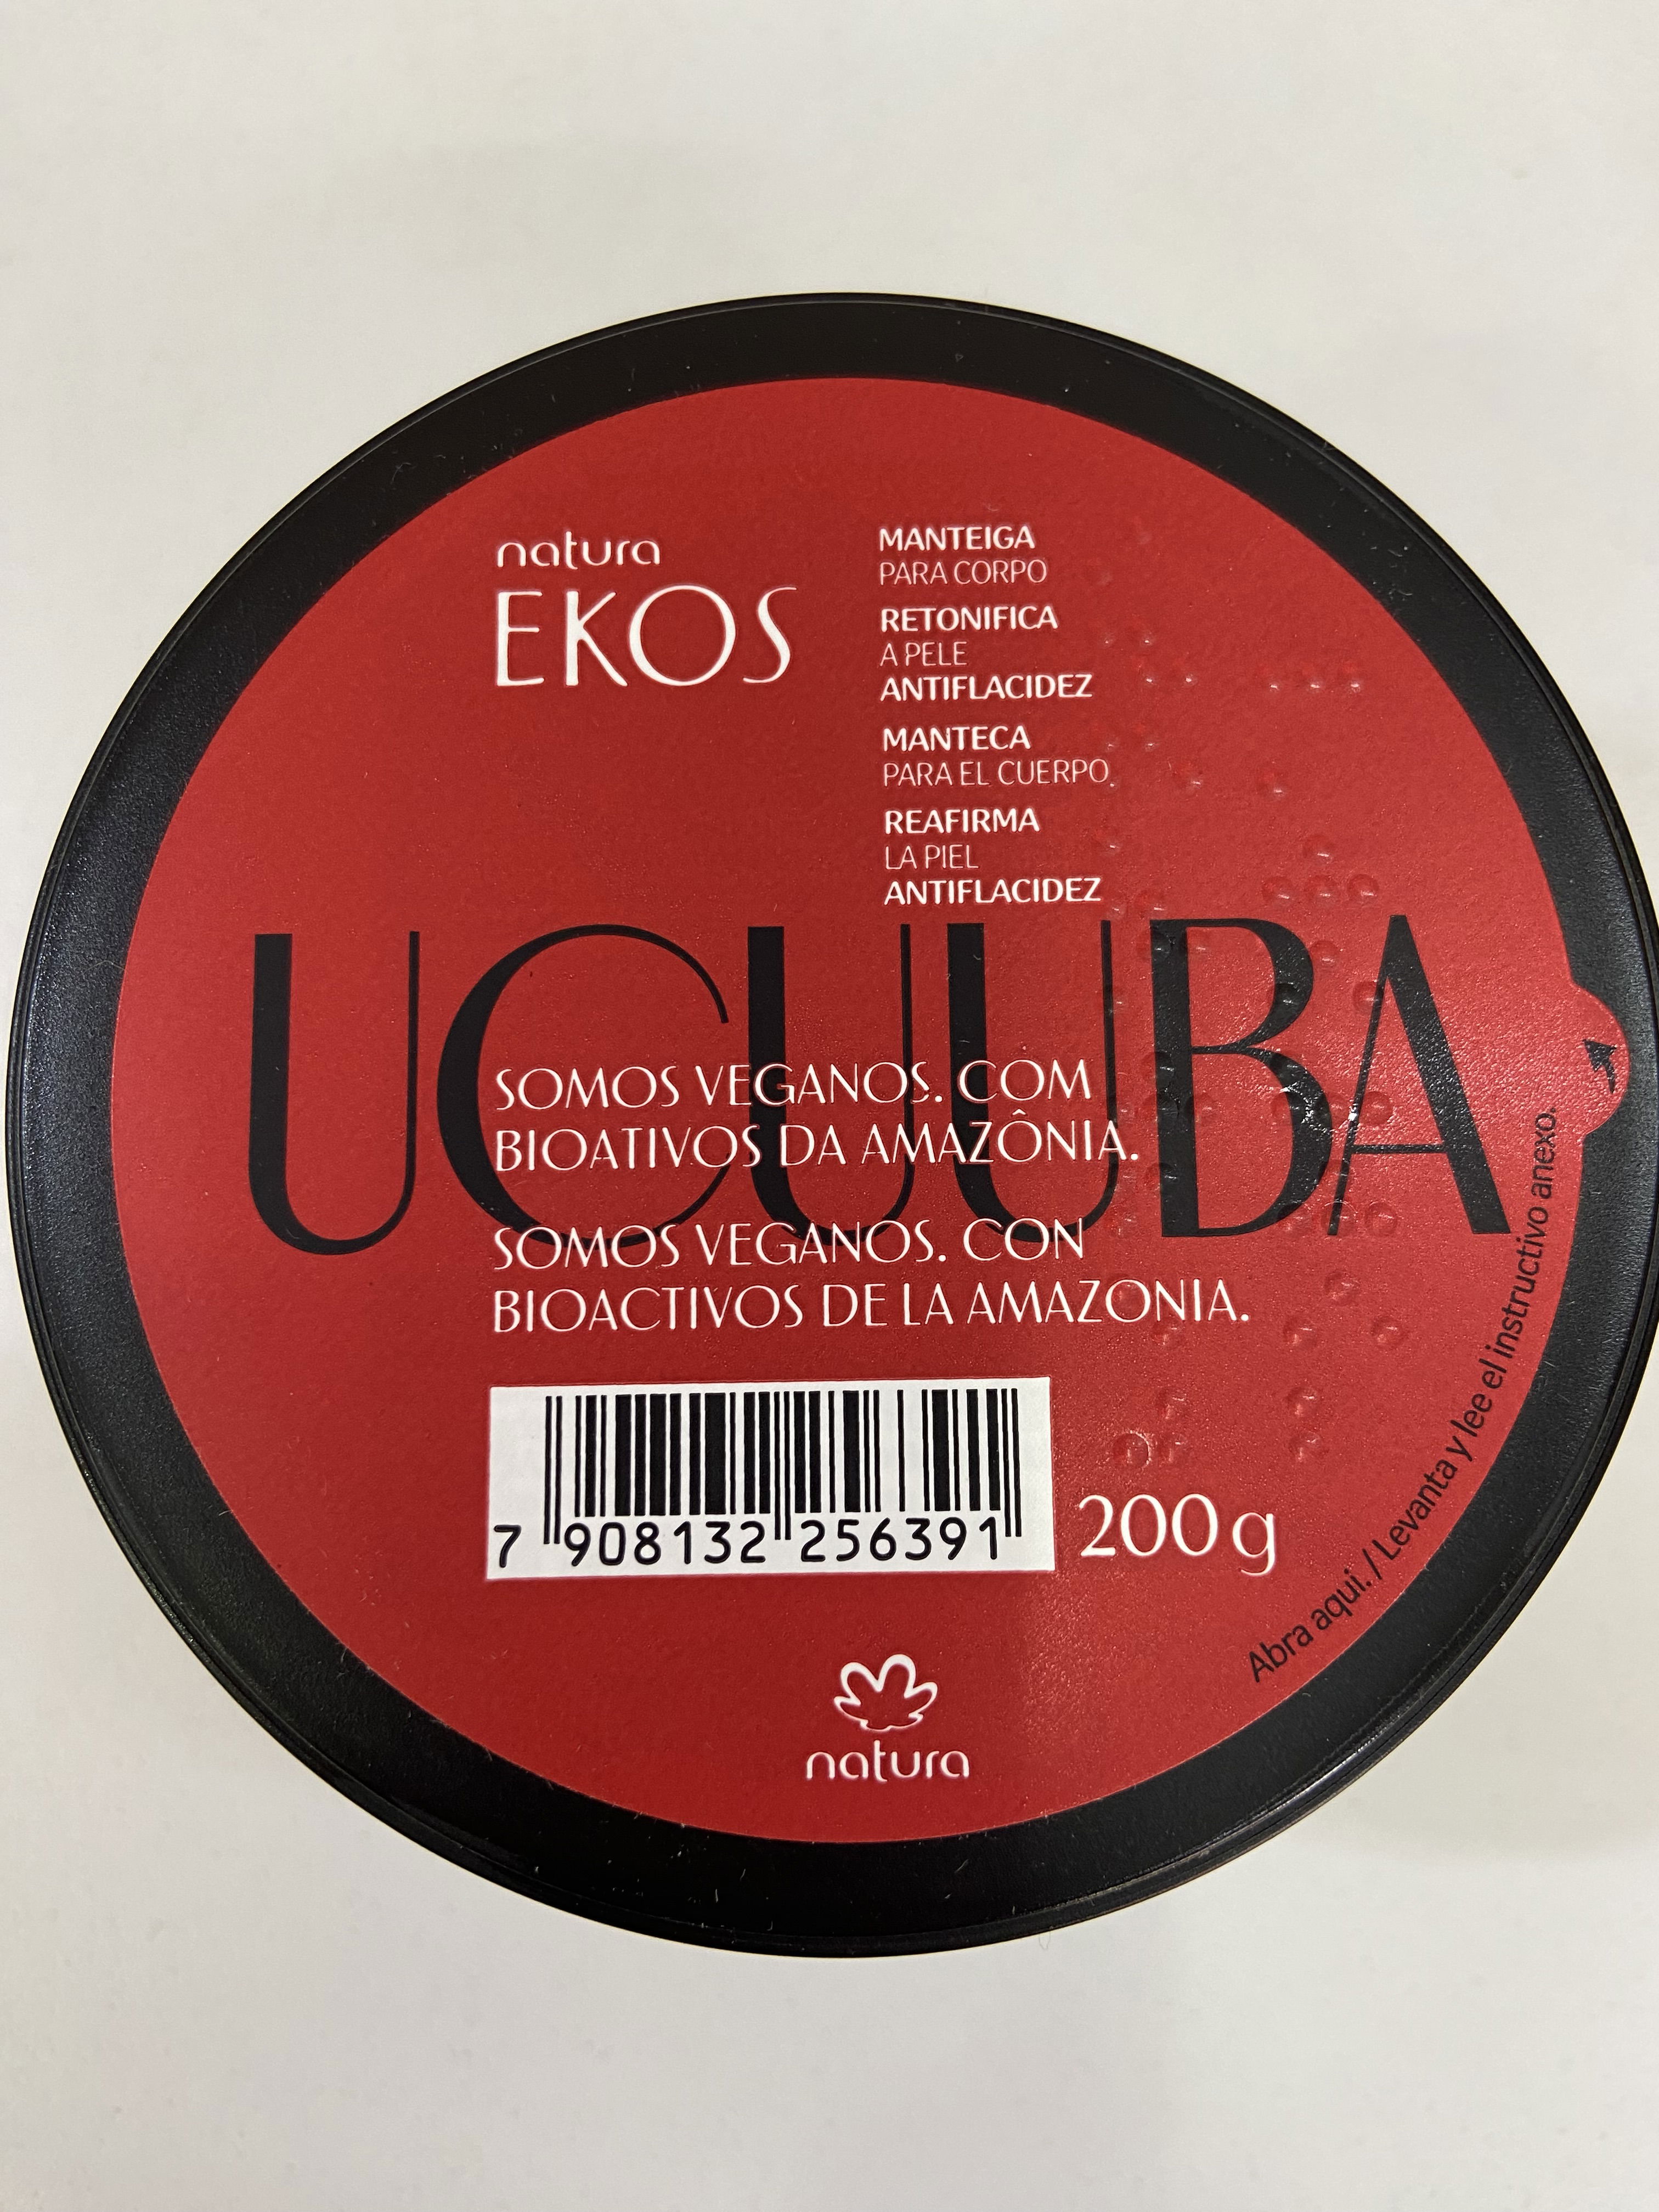 natura
EKOS
MANTEIGA
PARA CORPO
RETONIFICA
A PELE
ANTIFLACIDEZ
MANTECA
PARA EL CUERPO
REAFIRMA
LA PIEL
ANTIFLACIDEZ
UCUUBA
SOMOS VEGANOS. COM
BIOATIVOS DA AMAZÔNIA.
SOMOS VEGANOS. CON
BIOACTIVOS DE LA AMAZONIA.
7 908132 256391
200g
Abra aqui. / Levanta y lee el instructivo anexo.
natura